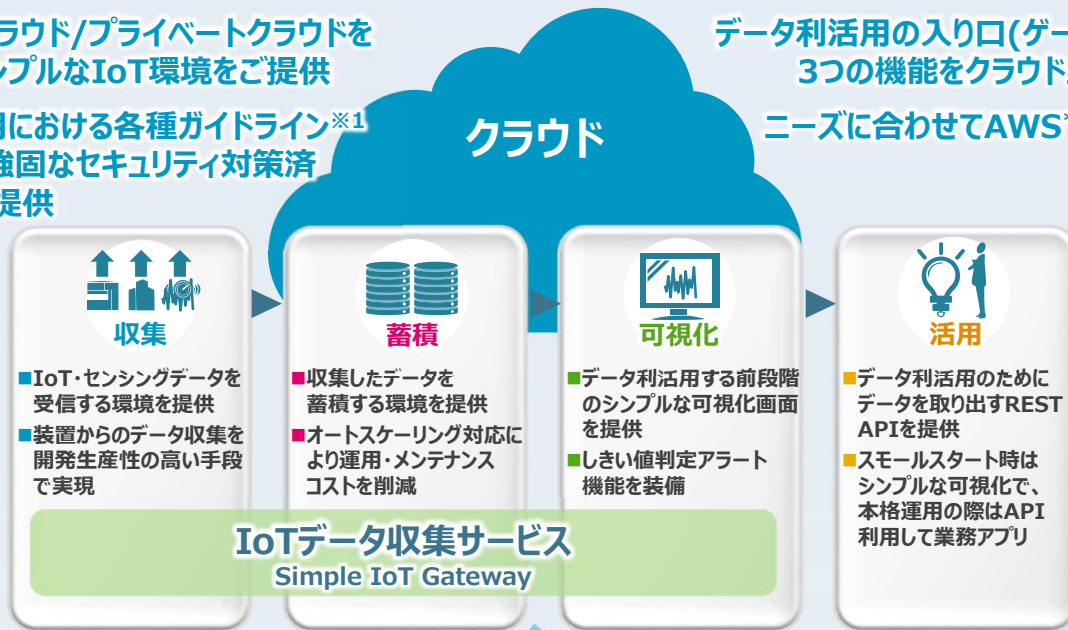 ラウド/プライベートクラウドを
ンプルなIoT環境をご提供
用における各種ガイドライン※1
強固なセキュリティ対策済
提供
クラウド
データ利活用の入り口(ゲー
3つの機能をクラウド
ニーズに合わせてAWS*
収集
■IoT・センシングデータを
受信する環境を提供
■装置からのデータ収集を
開発生産性の高い手段
で実現
蓄積
■収集したデータを
蓄積する環境を提供
■オートスケーリング対応に
より運用・メンテナンス
コストを削減
可視化
■データ利活用する前段階
のシンプルな可視化画面
を提供
■しきい値判定アラート
機能を装備
活用
■データ利活用のために
データを取り出すREST
APIを提供
■スモールスタート時は
シンプルな可視化で、
本格運用の際はAPI
利用して業務アプリ
IoTデータ収集サービス
Simple IoT Gateway